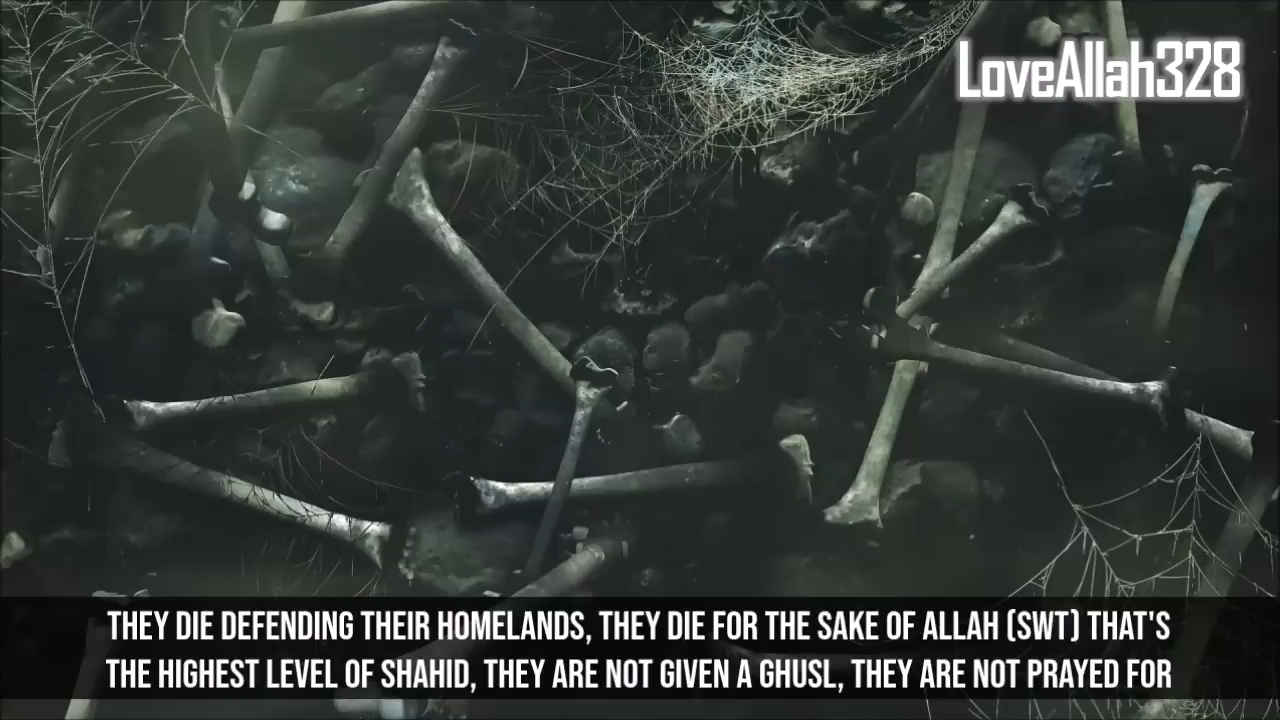 LoveAllah328
THEY DIE DEFENDING THEIR HOMELANDS, THEY DIE FOR THE SAKE OF ALLAH (SWT) THAT'S
THE HIGHEST LEVEL OF SHAHID, THEY ARE NOT GIVEN A GHUSL, THEY ARE NOT PRAYED FOR